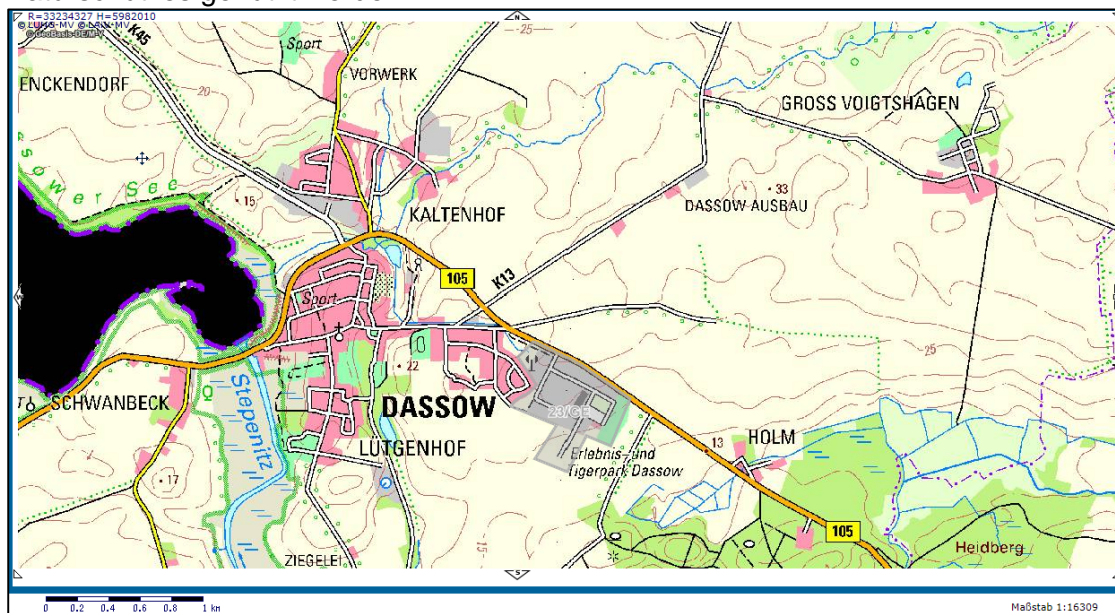 R=33234327 H=5982010
© LUNG-MV © LAiV-MV
© GeoBasis-DE/M-V
K45
Sport
-25
VORWERK
ENCKENDORF
20
GROSS VOIGTSHAGEN
sower See
15
33
DASSOW-AUSBAU
KALTENHOF
105
K13
Sport
25
22
SCHWANBECK
DASSOW
23/GE
Stepenitz
LÜTGENHOF
13
HOLM
Erlebnis- und
Tigerpark Dassow
17
105
15
Heidberg
ZIEGELEI
0 0.2 0.4 0.6 0.8 1 km
Maßstab 1:16309